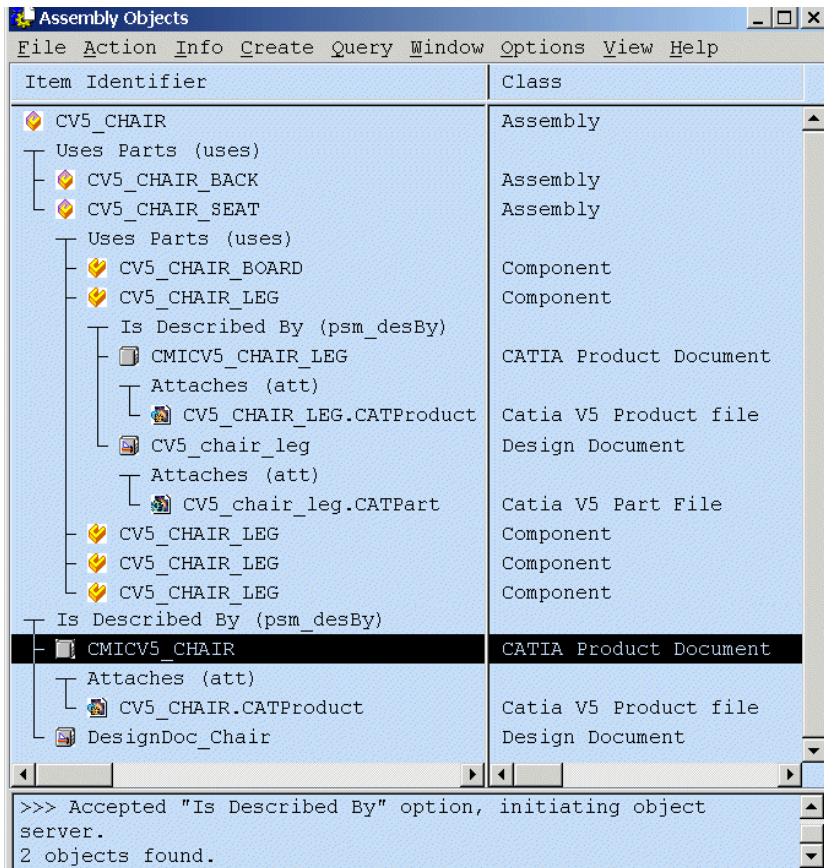 Assembly Objects
File Action Info Create Query Window Options View Help
Item Identifier Class
CV5_CHAIR Assembly
Uses Parts (uses)
CV5_CHAIR_BACK Assembly
CV5_CHAIR_SEAT Assembly
Uses Parts (uses)
CV5_CHAIR_BOARD Component
CV5_CHAIR_LEG Component
Is Described By (psm_desBy)
CMICV5_CHAIR_LEG CATIA Product Document
Attaches (att)
CV5_CHAIR_LEG.CATProduct Catia V5 Product file
CV5_chair_leg Design Document
Attaches (att)
CV5_chair_leg.CATPart Catia V5 Part File
CV5_CHAIR_LEG Component
CV5_CHAIR_LEG Component
CV5_CHAIR_LEG Component
Is Described By (psm_desBy)
CMICV5_CHAIR CATIA Product Document
Attaches (att)
CV5_CHAIR.CATProduct Catia V5 Product file
DesignDoc_Chair Design Document
>>> Accepted "Is Described By" option, initiating object
server.
2 objects found.